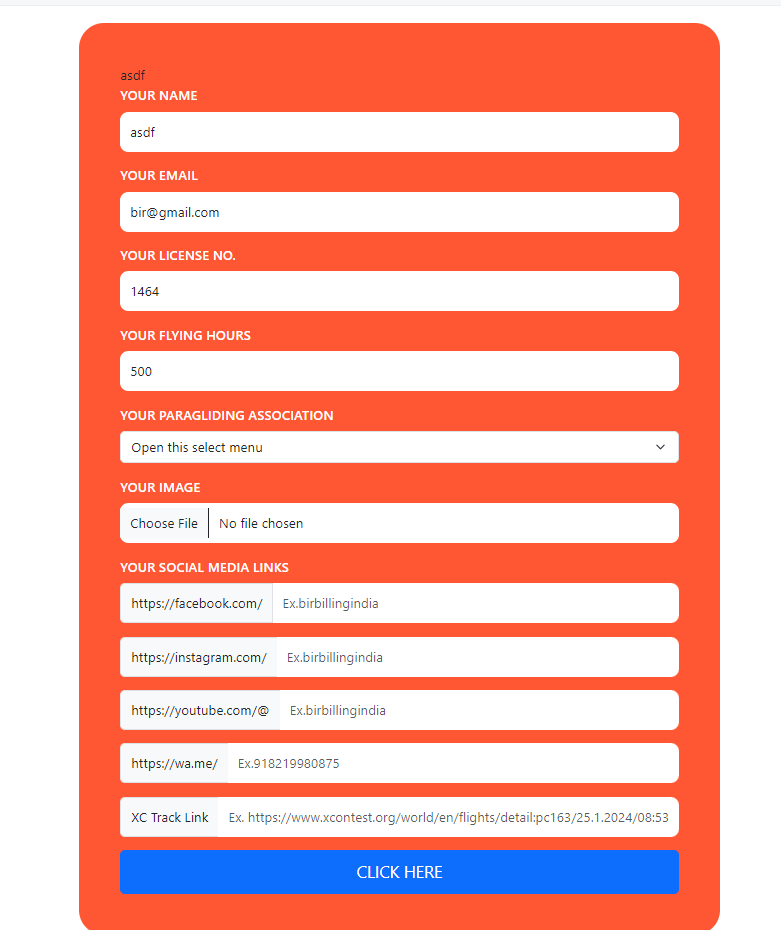 asdf
YOUR NAME
asdf
YOUR EMAIL
bir@gmail.com
YOUR LICENSE NO.
1464
YOUR FLYING HOURS
500
YOUR PARAGLIDING ASSOCIATION
Open this select menu
YOUR IMAGE
Choose File No file chosen
YOUR SOCIAL MEDIA LINKS
https://facebook.com/ Ex.birbillingindia
https://instagram.com/ Ex.birbillingindia
https://youtube.com/@ Ex.birbillingindia
https://wa.me/ Ex.918219980875
XC Track Link Ex. https://www.xcontest.org/world/en/flights/detail:pc163/25.1.2024/08:53
CLICK HERE